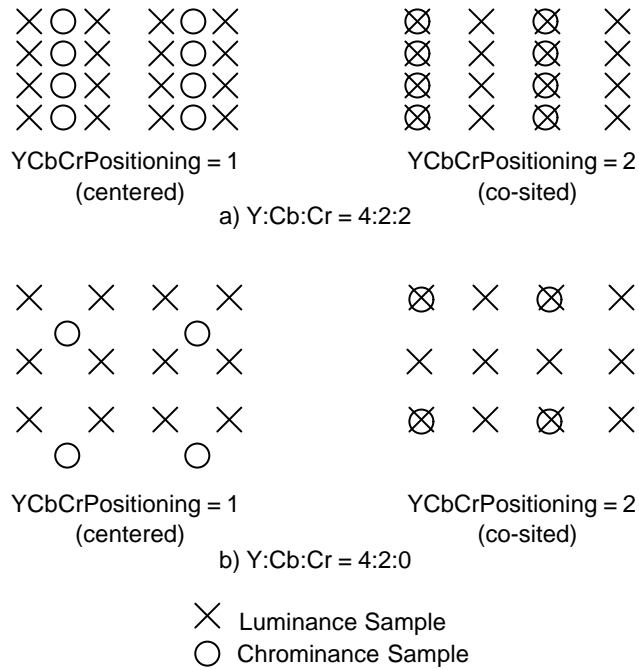 YCbCrPositioning = 1
(centered)
YCbCrPositioning = 2
(co-sited)
a) Y:Cb:Cr = 4:2:2
YCbCrPositioning = 1
(centered)
YCbCrPositioning = 2
(co-sited)
b) Y:Cb:Cr = 4:2:0
Luminance Sample
Chrominance Sample